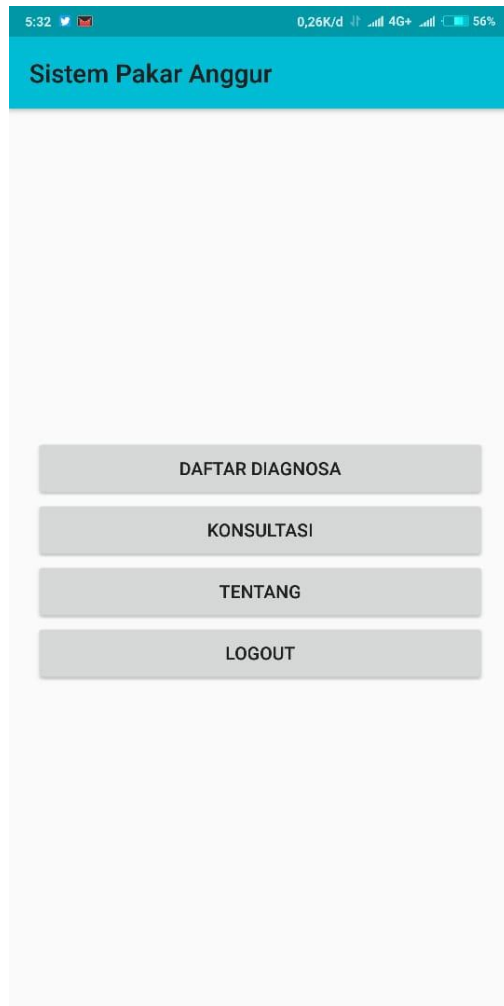 5:32 0,26K/d 4G+ 56%
Sistem Pakar Anggur
DAFTAR DIAGNOSA
KONSULTASI
TENTANG
LOGOUT